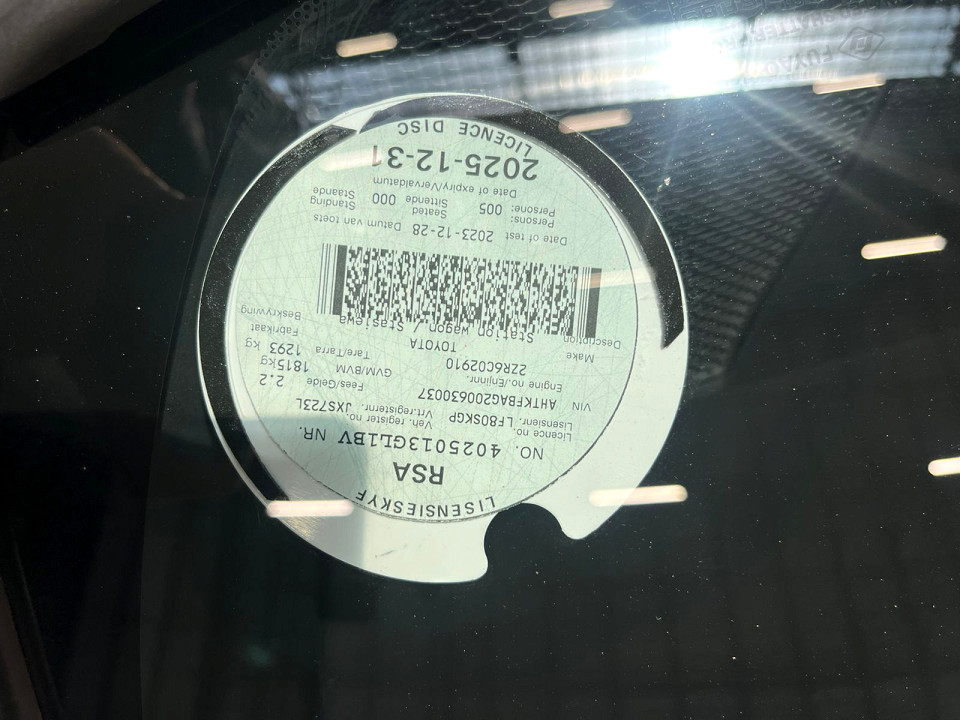 LISENSIESKYF
RSA
NO. 4025013GL1BV NR.
Licence no. Veh. register no.
Lisensienr. LF80SKGP Vrt.registernr. JXS723L
VIN AHTKFBAG200630037 Fees/Gelde 2.2
Engine no./Enjinnr. GVM/BVM 1815kg
2ZR6C02910 Tare/Tarra 1293 kg
Make TOYOTA Fabrikaat
Description Station wagon / Stasiewa Beskrywing
Date of test 2023-12-28 Datum van toets
Persons: Seated Standing
Persone: 005 Sittende 000 Staande
Date of expiry/Vervaldatum
2025-12-31
LICENCE DISC